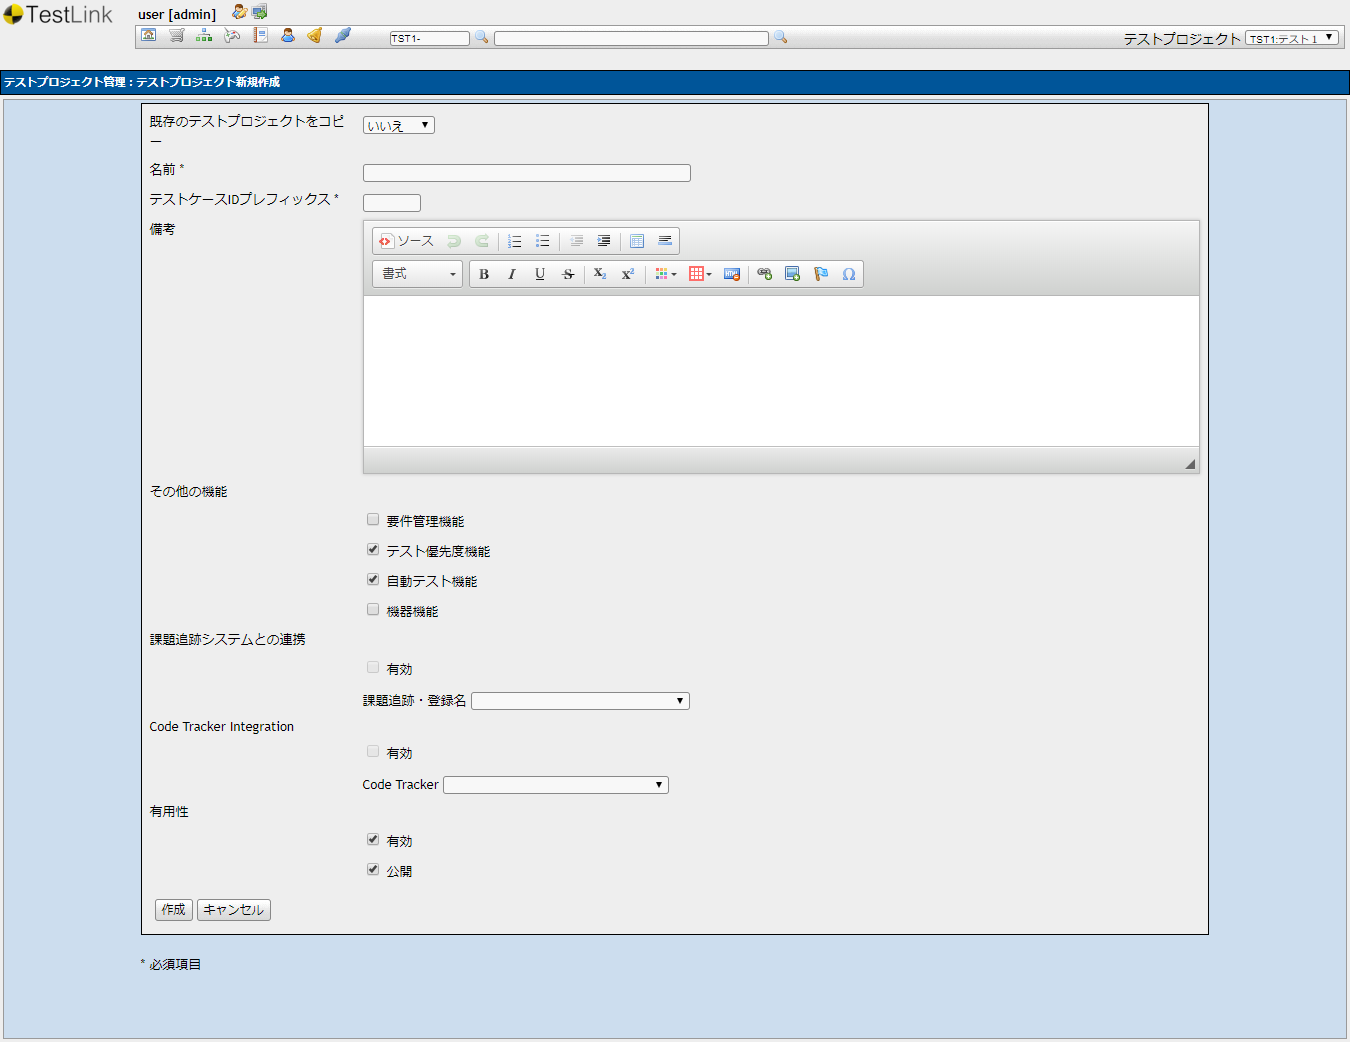 TestLink
user [admin]
TST1-
テストプロジェクト TST1:テスト1
テストプロジェクト管理 : テストプロジェクト新規作成
既存のテストプロジェクトをコピー
いいえ
名前 *
テストケースIDプレフィックス *
備考
ソース
書式
B I U S X₂ X² Ω
その他の機能
要件管理機能
テスト優先度機能
自動テスト機能
機器機能
課題追跡システムとの連携
有効
課題追跡・登録名
Code Tracker Integration
有効
Code Tracker
有用性
有効
公開
作成 キャンセル
* 必須項目